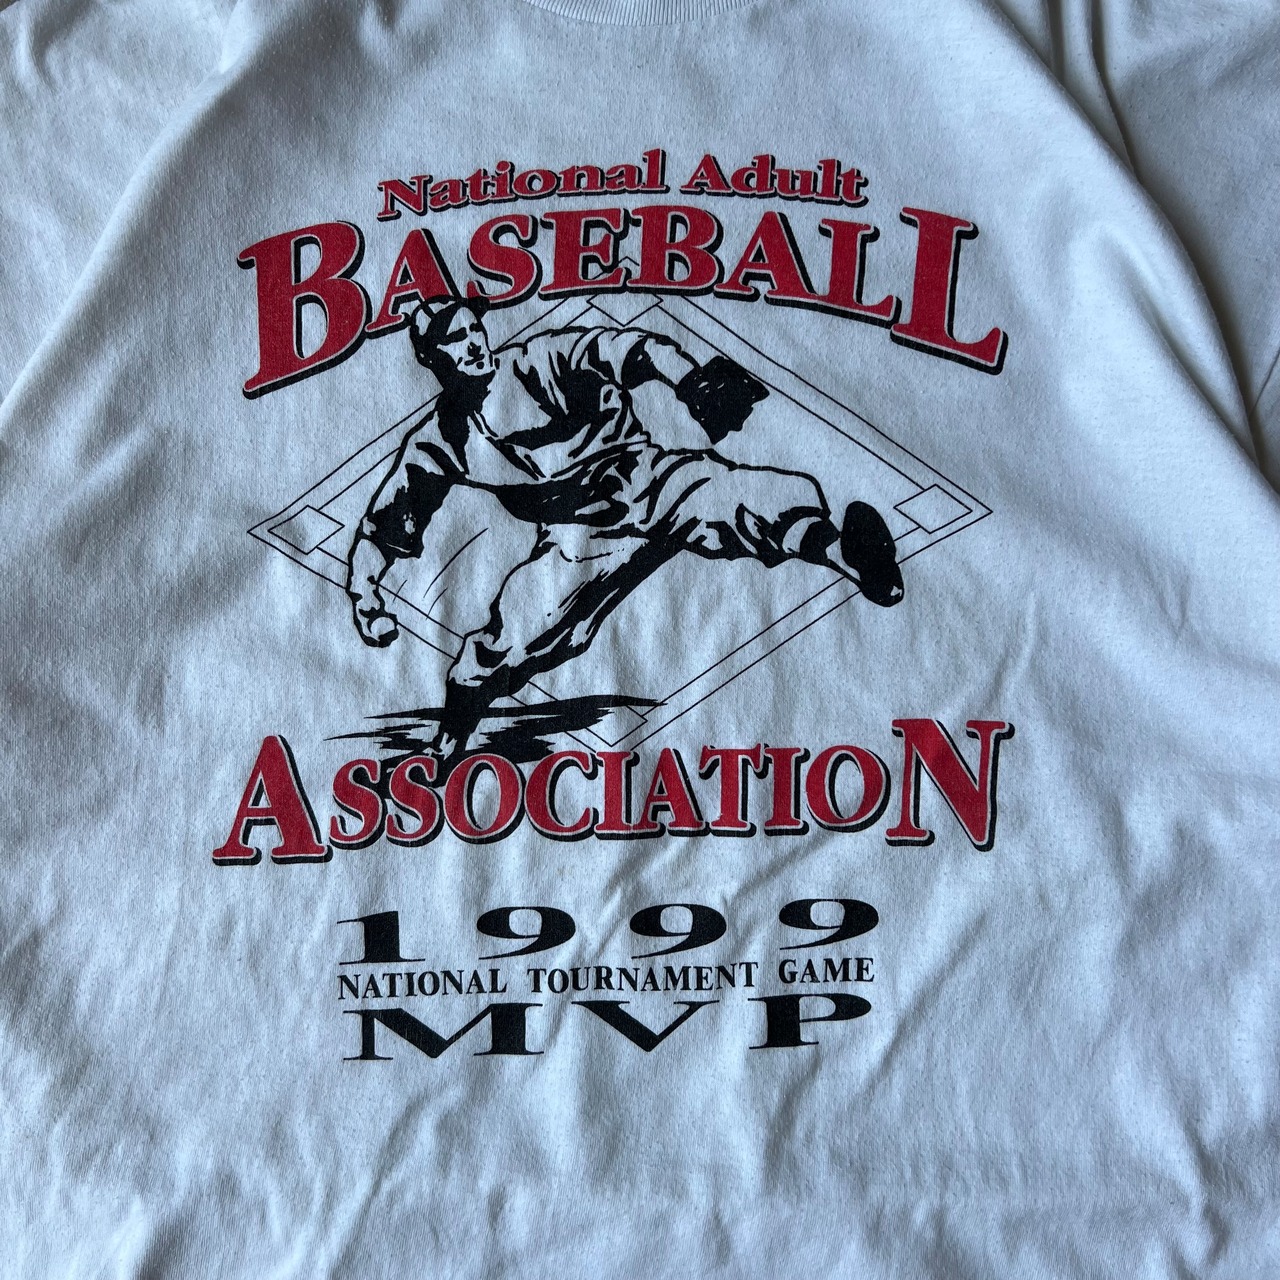 National Adult
BASEBALL
ASSOCIATION
1999
NATIONAL TOURNAMENT GAME
MVP